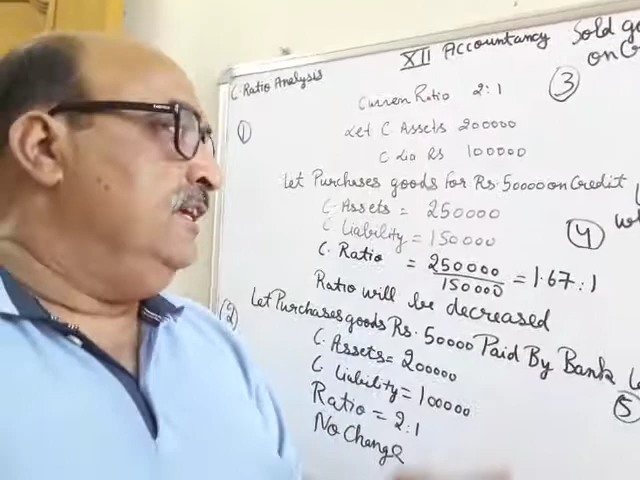 XII Accountancy
C. Ratio Analysis
Sold
on
①
Curren Ratio 2:1
Let C Assets 200000
C Lia Rs 100000
Let Purchases goods for Rs. 50000 on Credit
C. Assets = 250000
C Liability = 150000
C. Ratio = 250000 / 150000 = 1.67:1
Ratio will be decreased
②
Let Purchases goods Rs. 50000 Paid By Bank
C. Assets = 200000
C Liability = 100000
Ratio = 2:1
No Change
③
④
⑤